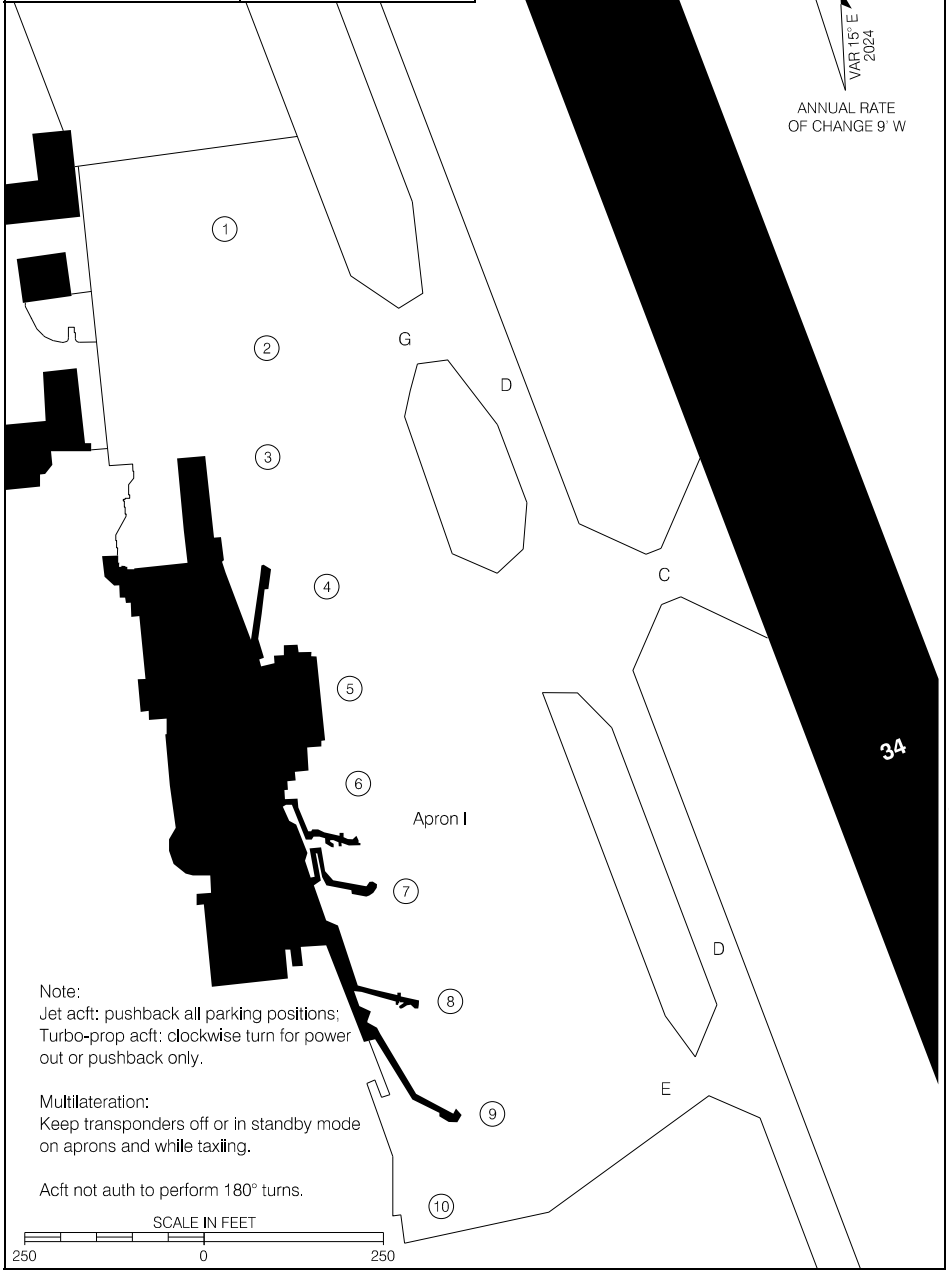 VAR 15° E
2024
ANNUAL RATE
OF CHANGE 9' W
1
G
2
D
3
C
4
5
34
6
Apron I
7
D
8
E
9
10
Note:
Jet acft: pushback all parking positions;
Turbo-prop acft: clockwise turn for power
out or pushback only.
Multilateration:
Keep transponders off or in standby mode
on aprons and while taxiing.
Acft not auth to perform 180° turns.
SCALE IN FEET
250 0 250